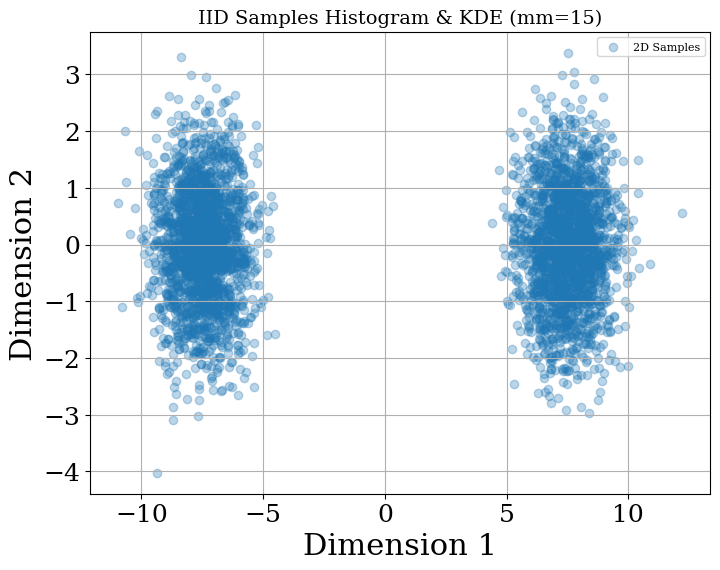 IID Samples Histogram & KDE (mm=15)
2D Samples
3
2
1
0
−1
−2
−3
−4
Dimension 2
−10 −5 0 5 10
Dimension 1